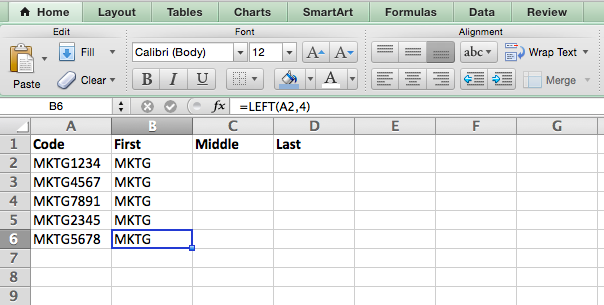 Home Layout Tables Charts SmartArt Formulas Data Review
Edit Font Alignment
Fill Calibri (Body) 12 A A abc Wrap Text
Paste Clear B I U A Merge
B6 fx =LEFT(A2,4)
A B C D E F G
1 Code First Middle Last
2 MKTG1234 MKTG
3 MKTG4567 MKTG
4 MKTG7891 MKTG
5 MKTG2345 MKTG
6 MKTG5678 MKTG
7
8
9